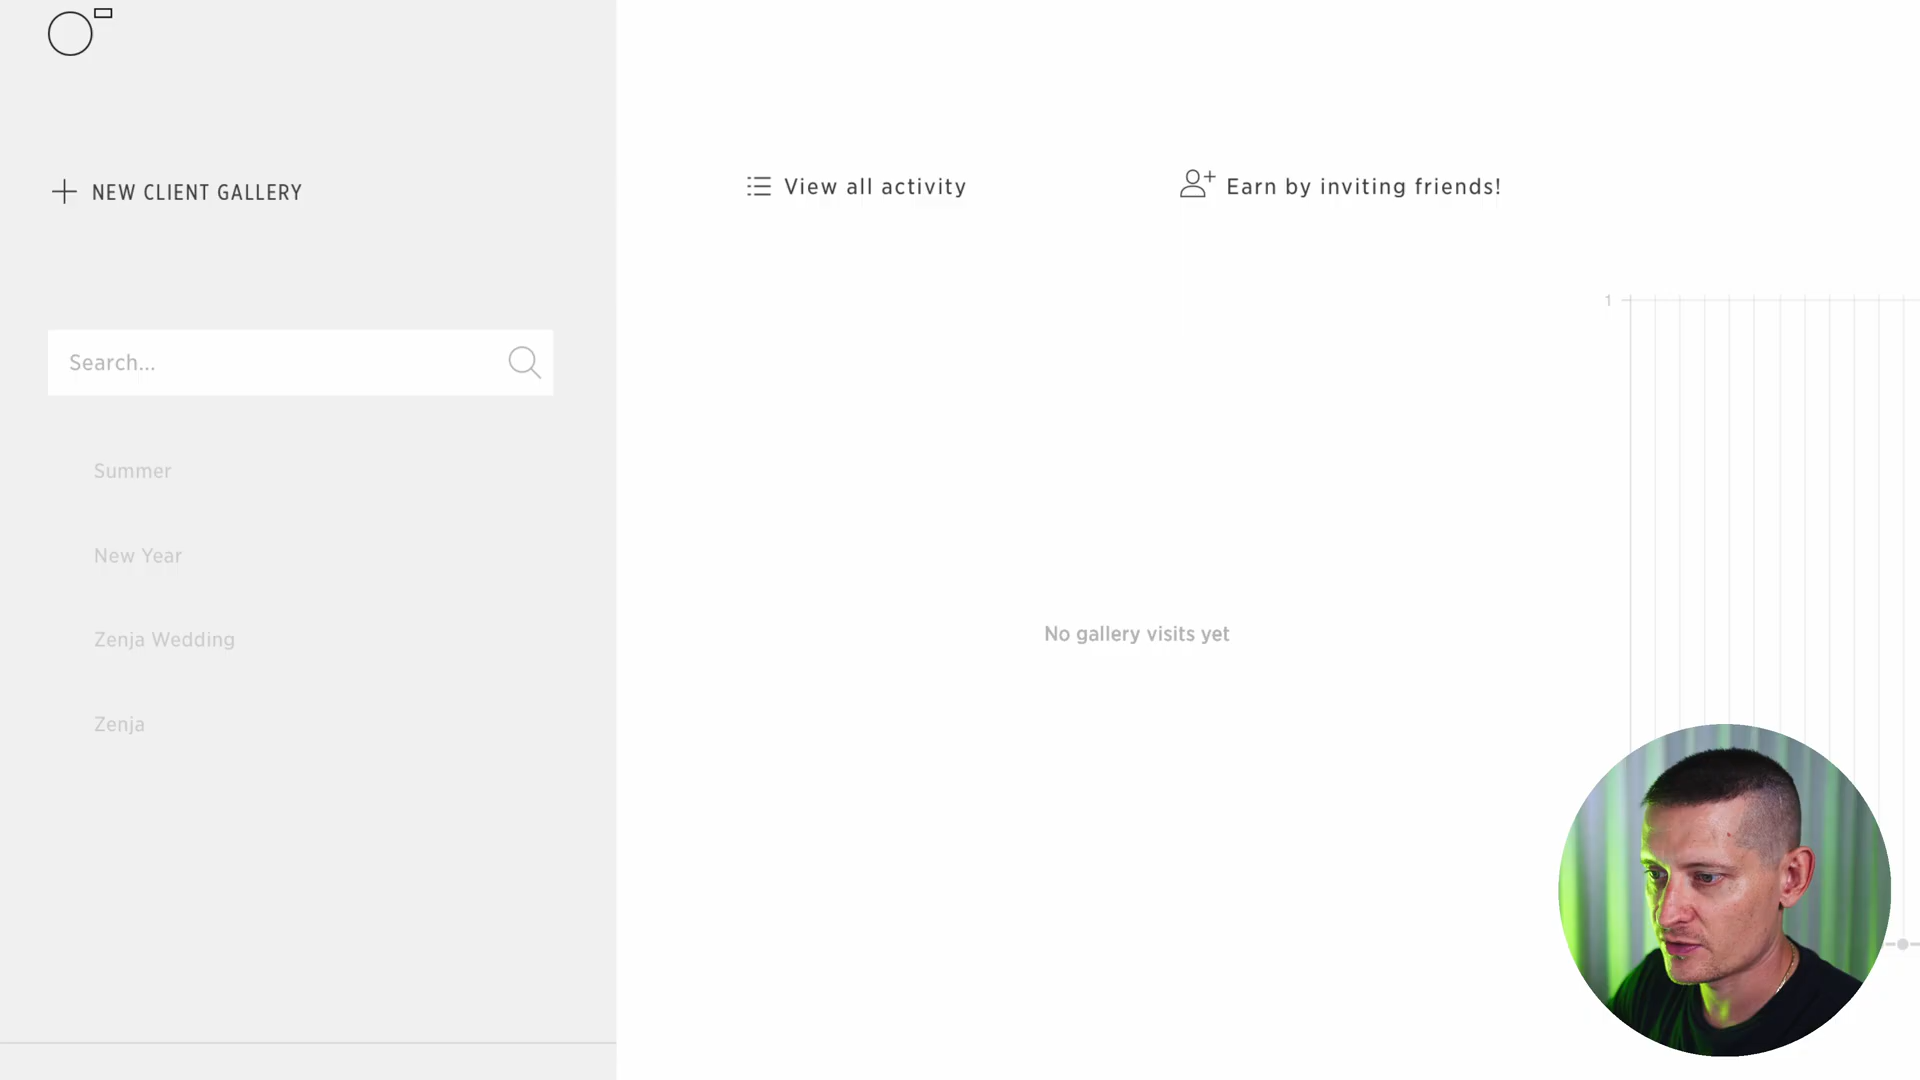 NEW CLIENT GALLERY
View all activity
Earn by inviting friends!
Search...
Summer
New Year
Zenja Wedding
Zenja
No gallery visits yet
1